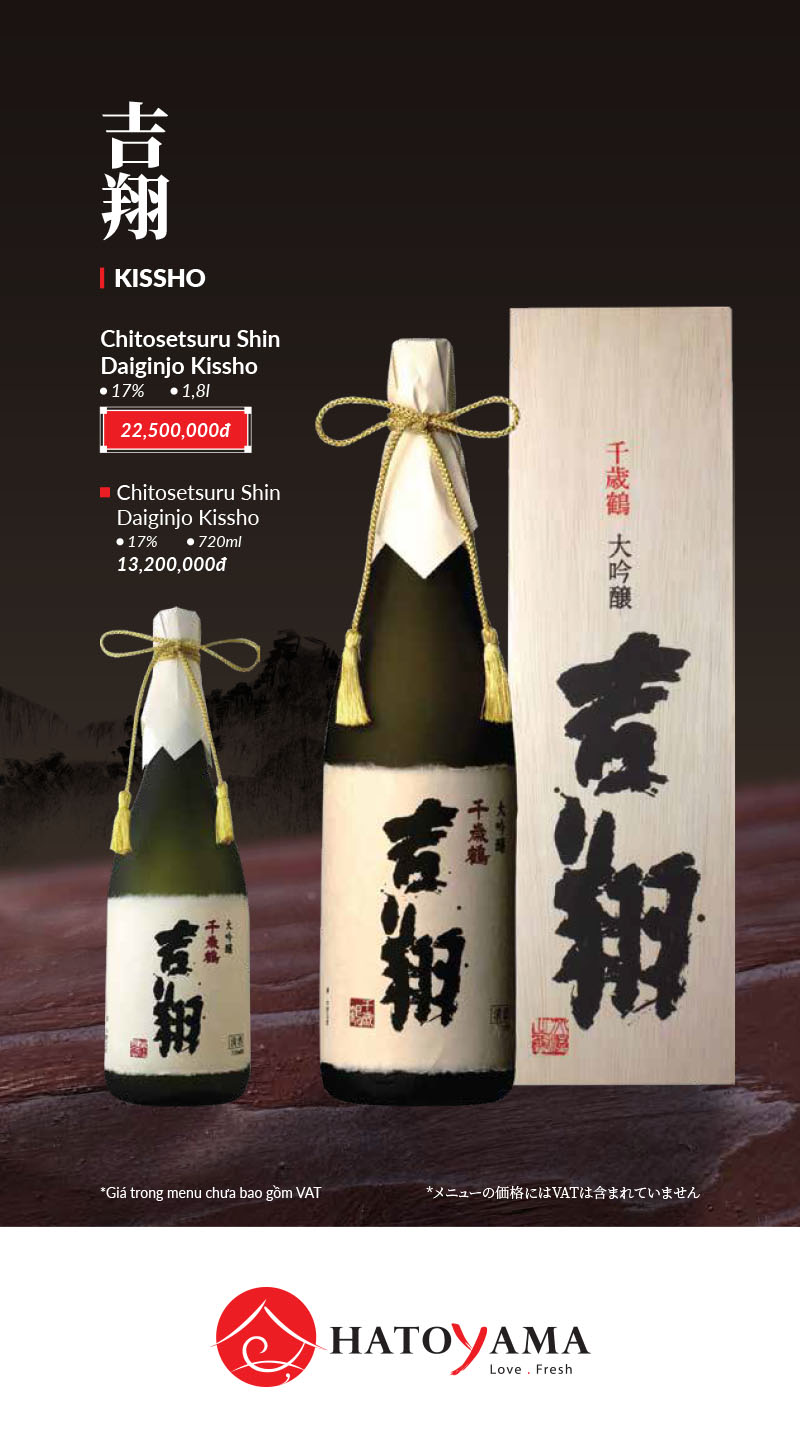 吉翔
KISSHO
Chitosetsuru Shin
Daiginjo Kissho
• 17% • 1,8l
22,500,000đ
Chitosetsuru Shin
Daiginjo Kissho
• 17% • 720ml
13,200,000đ
千歳鶴
大吟醸
吉翔
大吟醸
千歳鶴
吉翔
千歳鶴
大吟醸
千歳鶴
吉翔
*Giá trong menu chưa bao gồm VAT
*メニューの価格にはVATは含まれていません
HATOYAMA
Love . Fresh